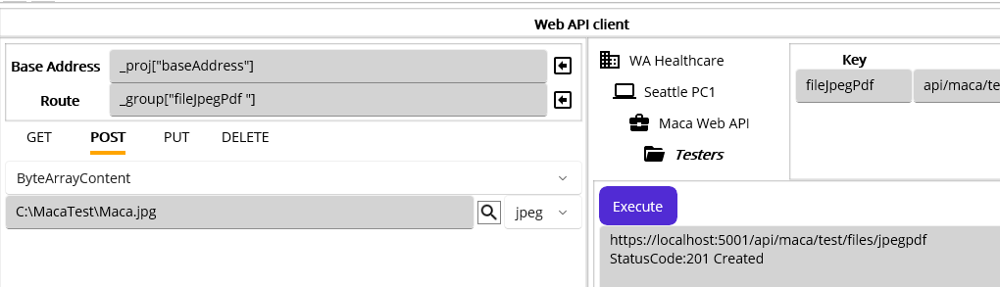 Web API client
Base Address
_proj["baseAddress"]
Route
_group["fileJpegPdf "]
GET POST PUT DELETE
ByteArrayContent
C:\MacaTest\Maca.jpg
jpeg
WA Healthcare
Seattle PC1
Maca Web API
Testers
Key
fileJpegPdf
api/maca/te
Execute
https://localhost:5001/api/maca/test/files/jpegpdf
StatusCode:201 Created